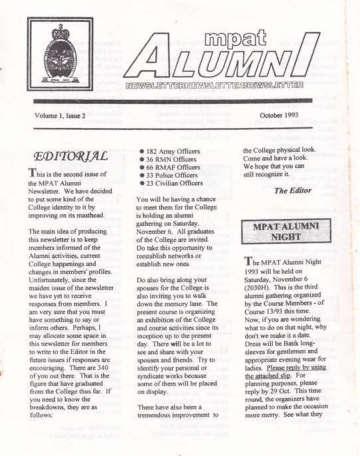 mpat
ALUMNI
NEWSLETTERNEWSLETTERNEWSLETTER
Volume 1, Issue 2
October 1993
EDITORIAL
This is the second issue of
the MPAT Alumni
Newsletter. We have decided
to put some kind of the
College identity to it by
improving on its masthead.
The main idea of producing
this newsletter is to keep
members informed of the
Alumni activities, current
College happenings and
changes in members' profiles.
Unfortunately, since the
maiden issue of the newsletter
we have yet to receive
responses from members. I
am very sure that you must
have something to say or
inform others. Perhaps, I
may allocate some space in
this newsletter for members
to write to the Editor in the
future issues if responses are
encouraging. There are 340
of you out there. That is the
figure that have graduated
from the College thus far. If
you need to know the
breakdowns, they are as
follows:
● 182 Army Officers
● 36 RMN Officers
● 66 RMAF Officers
● 33 Police Officers
● 23 Civilian Officers
You will be having a chance
to meet them for the College
is holding an alumni
gathering on Saturday,
November 6. All graduates
of the College are invited.
Do take this opportunity to
reestablish networks or
establish new ones.
Do also bring along your
spouses for the College is
also inviting you to walk
down the memory lane. The
present course is organizing
an exhibition of the College
and course activities since its
inception up to the present
day. There will be a lot to
see and share with your
spouses and friends. Try to
identify your personal or
syndicate works because
some of them will be placed
on display.
There have also been a
tremendous improvement to
the College physical look.
Come and have a look.
We hope that you can
still recognize it.
The Editor
MPAT ALUMNI
NIGHT
The MPAT Alumni Night
1993 will be held on
Saturday, November 6
(2030H). This is the third
alumni gathering organized
by the Course Members - of
Course 13/93 this time.
Now, if you are wondering
what to do on that night, why
don't we make it a date.
Dress will be Batik long-
sleeves for gentlemen and
appropriate evening wear for
ladies. Please reply by using
the attached slip. For
planning purposes, please
reply by 29 Oct. This time
round, the organizers have
planned to make the occasion
more merry. See what they